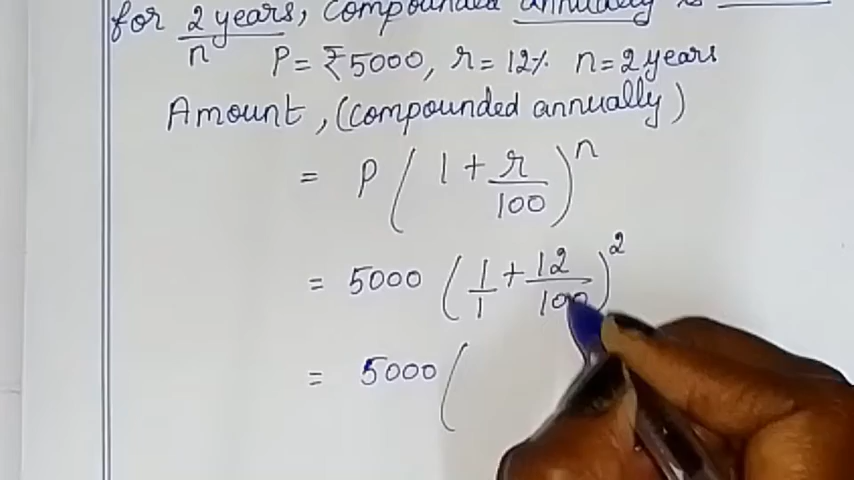 for 2 years, compounded annually is
n
P = ₹5000, r = 12% n = 2 years
Amount, (compounded annually)
= P ( 1 + r/100 )^n
= 5000 ( 1/1 + 12/100 )^2
= 5000 (